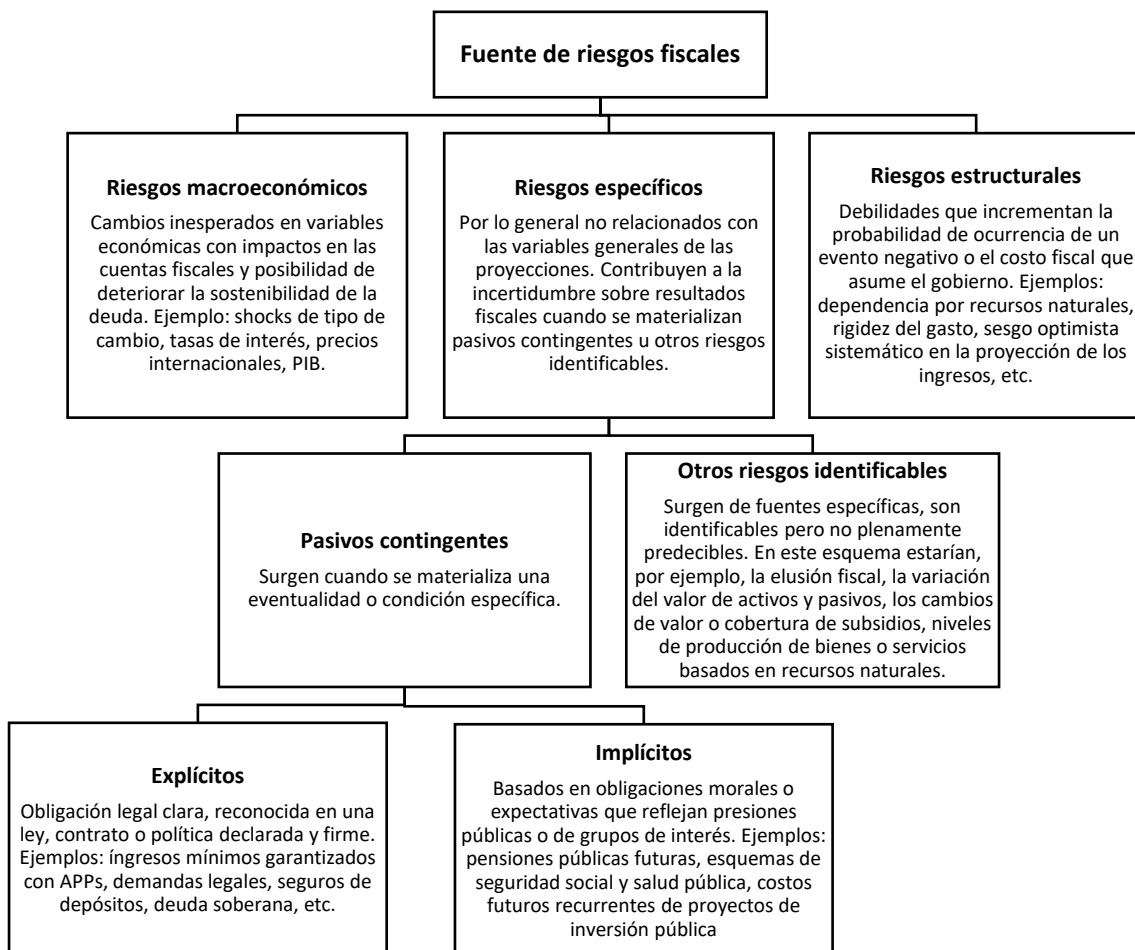 Fuente de riesgos fiscales
Riesgos macroeconómicos
Cambios inesperados en variables
económicas con impactos en las
cuentas fiscales y posibilidad de
deteriorar la sostenibilidad de la
deuda. Ejemplo: shocks de tipo de
cambio, tasas de interés, precios
internacionales, PIB.
Riesgos específicos
Por lo general no relacionados con
las variables generales de las
proyecciones. Contribuyen a la
incertidumbre sobre resultados
fiscales cuando se materializan
pasivos contingentes u otros riesgos
identificables.
Riesgos estructurales
Debilidades que incrementan la
probabilidad de ocurrencia de un
evento negativo o el costo fiscal que
asume el gobierno. Ejemplos:
dependencia por recursos naturales,
rigidez del gasto, sesgo optimista
sistemático en la proyección de los
ingresos, etc.
Pasivos contingentes
Surgen cuando se materializa una
eventualidad o condición específica.
Otros riesgos identificables
Surgen de fuentes específicas, son
identificables pero no plenamente
predecibles. En este esquema estarían,
por ejemplo, la elusión fiscal, la variación
del valor de activos y pasivos, los cambios
de valor o cobertura de subsidios, niveles
de producción de bienes o servicios
basados en recursos naturales.
Explícitos
Obligación legal clara, reconocida en una
ley, contrato o política declarada y firme.
Ejemplos: íngresos mínimos garantizados
con APPs, demandas legales, seguros de
depósitos, deuda soberana, etc.
Implícitos
Basados en obligaciones morales o
expectativas que reflejan presiones
públicas o de grupos de interés. Ejemplos:
pensiones públicas futuras, esquemas de
seguridad social y salud pública, costos
futuros recurrentes de proyectos de
inversión pública